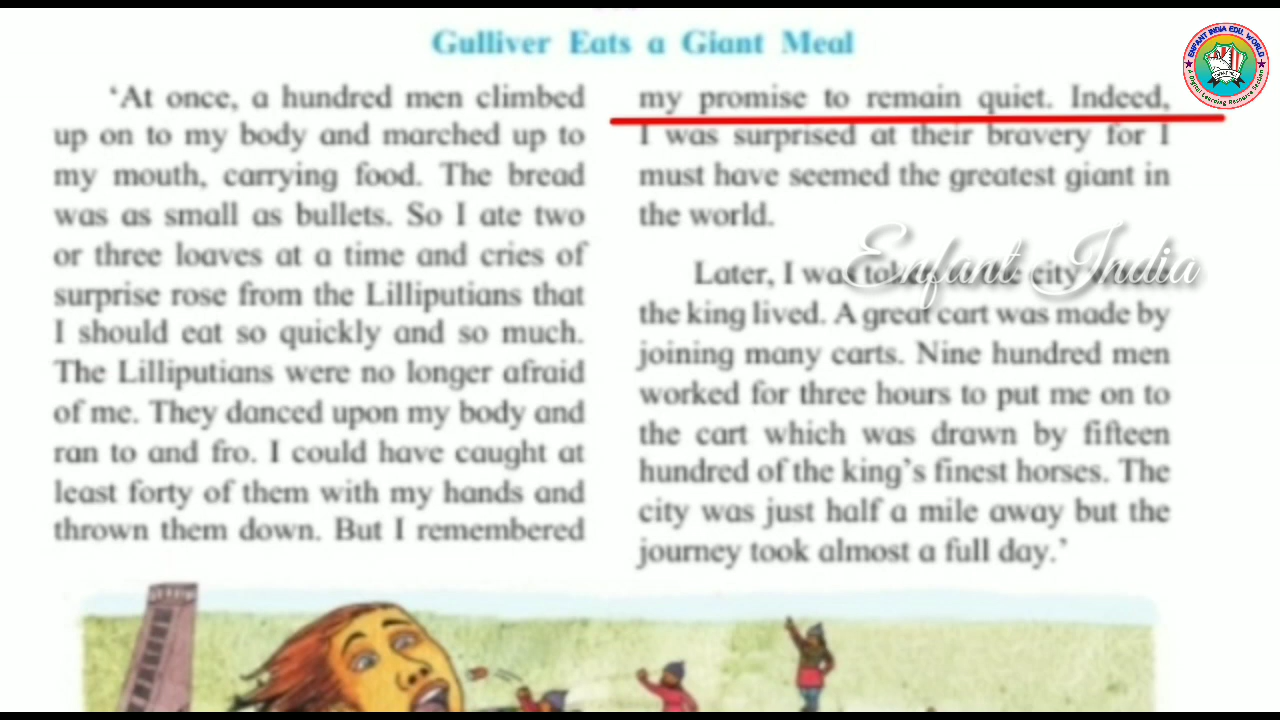 Gulliver Eats a Giant Meal
‘At once, a hundred men climbed
up on to my body and marched up to
my mouth, carrying food. The bread
was as small as bullets. So I ate two
or three loaves at a time and cries of
surprise rose from the Lilliputians that
I should eat so quickly and so much.
The Lilliputians were no longer afraid
of me. They danced upon my body and
ran to and fro. I could have caught at
least forty of them with my hands and
thrown them down. But I remembered
my promise to remain quiet. Indeed,
I was surprised at their bravery for I
must have seemed the greatest giant in
the world.
Later, I was city
the king lived. A great cart was made by
joining many carts. Nine hundred men
worked for three hours to put me on to
the cart which was drawn by fifteen
hundred of the king’s finest horses. The
city was just half a mile away but the
journey took almost a full day.’
Enfant India
ENFANT INDIA EDU. WORLD